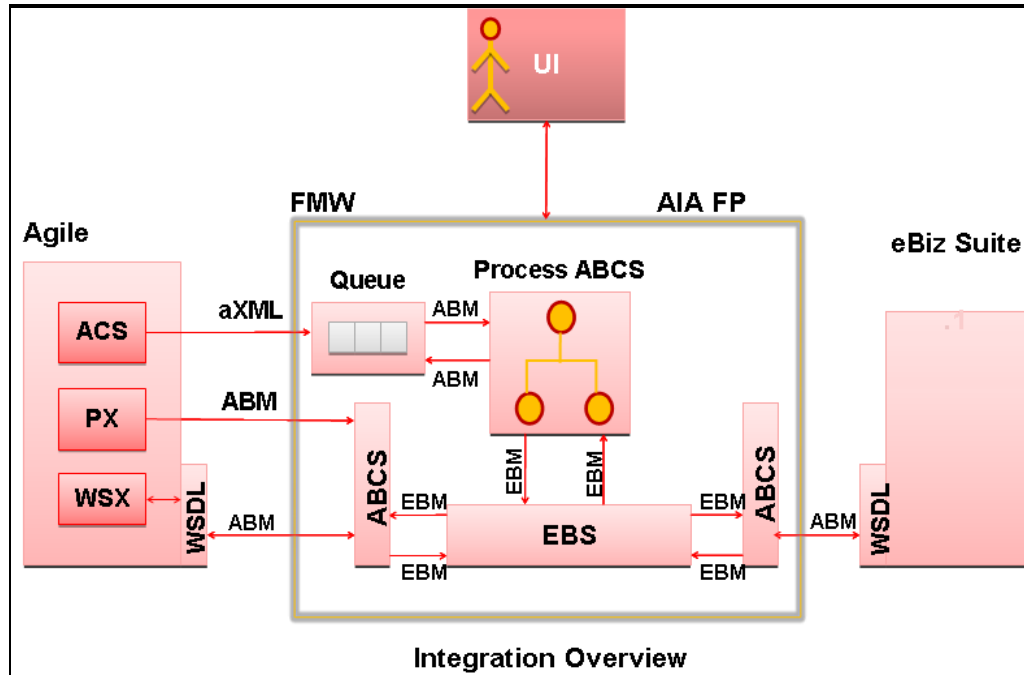 UI
FMW
AIA FP
Agile
eBiz Suite
Queue
Process ABCS
ACS
aXML
ABM
ABM
.1
PX
ABM
ABCS
EBM
EBM
ABCS
WSX
WSDL
ABM
EBM
EBM
EBS
EBM
EBM
ABM
WSDL
Integration Overview